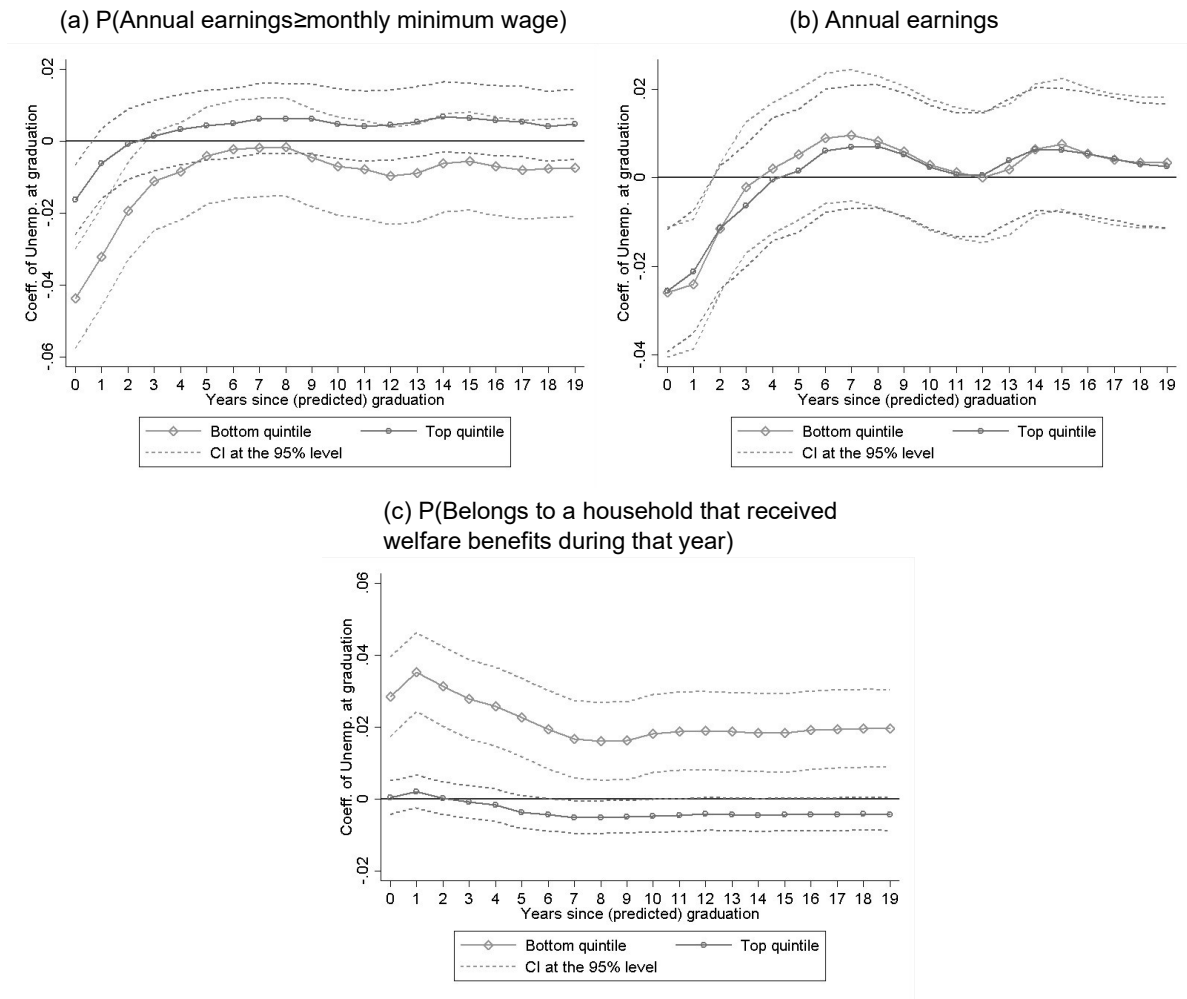 (a) P(Annual earnings≥monthly minimum wage)
Coeff. of Unemp. at graduation
.02
0
-.02
-.04
-.06
0 1 2 3 4 5 6 7 8 9 10 11 12 13 14 15 16 17 18 19
Years since (predicted) graduation
Bottom quintile Top quintile
CI at the 95% level
(b) Annual earnings
Coeff. of Unemp. at graduation
.02
0
-.02
-.04
0 1 2 3 4 5 6 7 8 9 10 11 12 13 14 15 16 17 18 19
Years since (predicted) graduation
Bottom quintile Top quintile
CI at the 95% level
(c) P(Belongs to a household that received
welfare benefits during that year)
Coeff. of Unemp. at graduation
.06
.04
.02
0
-.02
0 1 2 3 4 5 6 7 8 9 10 11 12 13 14 15 16 17 18 19
Years since (predicted) graduation
Bottom quintile Top quintile
CI at the 95% level